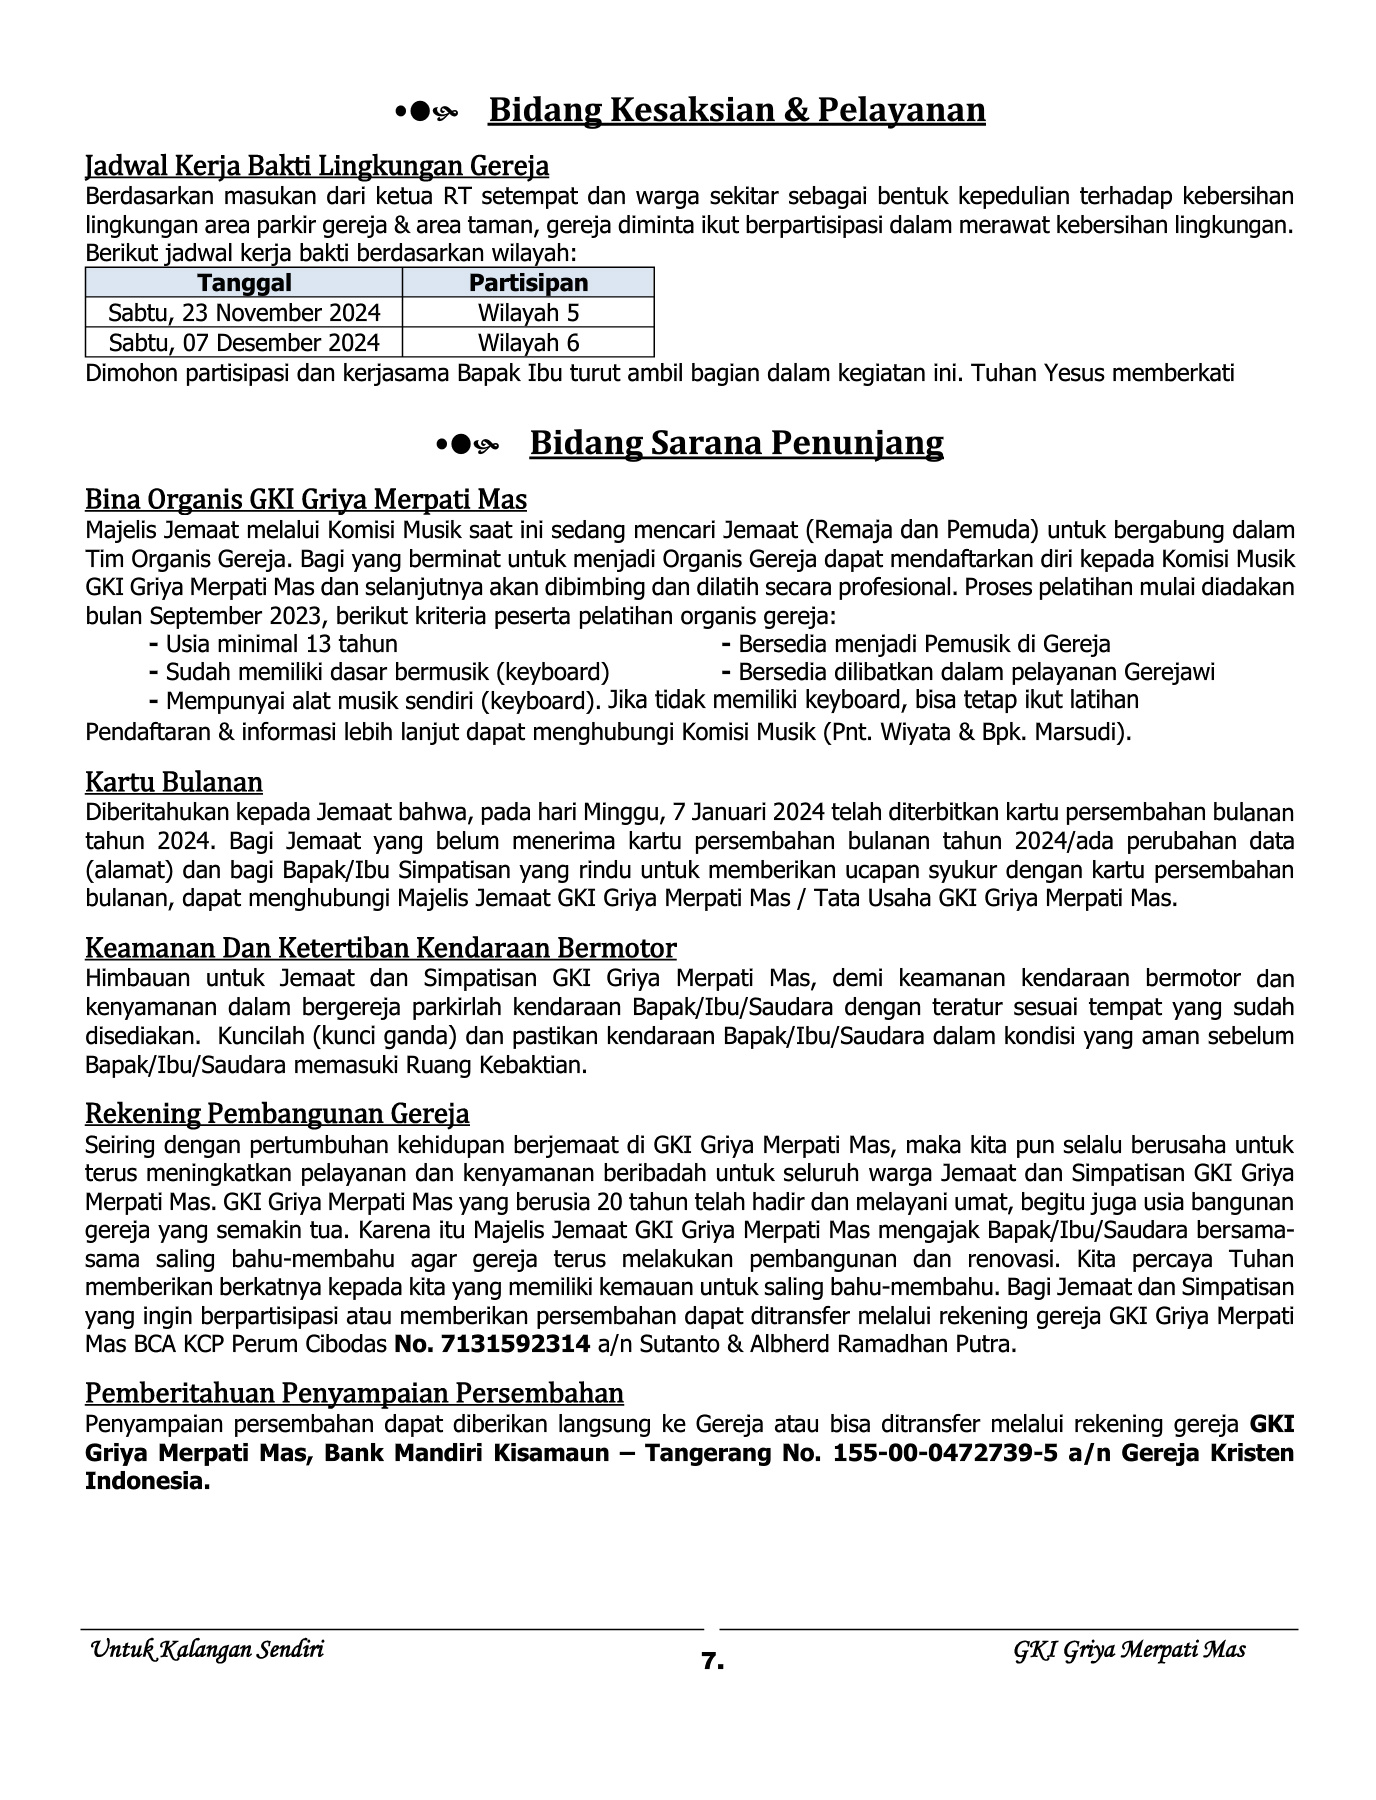 Bidang Kesaksian & Pelayanan
Jadwal Kerja Bakti Lingkungan Gereja
Berdasarkan masukan dari ketua RT setempat dan warga sekitar sebagai bentuk kepedulian terhadap kebersihan
lingkungan area parkir gereja & area taman, gereja diminta ikut berpartisipasi dalam merawat kebersihan lingkungan.
Berikut jadwal kerja bakti berdasarkan wilayah:
Tanggal Partisipan
Sabtu, 23 November 2024 Wilayah 5
Sabtu, 07 Desember 2024 Wilayah 6
Dimohon partisipasi dan kerjasama Bapak Ibu turut ambil bagian dalam kegiatan ini. Tuhan Yesus memberkati
Bidang Sarana Penunjang
Bina Organis GKI Griya Merpati Mas
Majelis Jemaat melalui Komisi Musik saat ini sedang mencari Jemaat (Remaja dan Pemuda) untuk bergabung dalam
Tim Organis Gereja. Bagi yang berminat untuk menjadi Organis Gereja dapat mendaftarkan diri kepada Komisi Musik
GKI Griya Merpati Mas dan selanjutnya akan dibimbing dan dilatih secara profesional. Proses pelatihan mulai diadakan
bulan September 2023, berikut kriteria peserta pelatihan organis gereja:
- Usia minimal 13 tahun - Bersedia menjadi Pemusik di Gereja
- Sudah memiliki dasar bermusik (keyboard) - Bersedia dilibatkan dalam pelayanan Gerejawi
- Mempunyai alat musik sendiri (keyboard). Jika tidak memiliki keyboard, bisa tetap ikut latihan
Pendaftaran & informasi lebih lanjut dapat menghubungi Komisi Musik (Pnt. Wiyata & Bpk. Marsudi).
Kartu Bulanan
Diberitahukan kepada Jemaat bahwa, pada hari Minggu, 7 Januari 2024 telah diterbitkan kartu persembahan bulanan
tahun 2024. Bagi Jemaat yang belum menerima kartu persembahan bulanan tahun 2024/ada perubahan data
(alamat) dan bagi Bapak/Ibu Simpatisan yang rindu untuk memberikan ucapan syukur dengan kartu persembahan
bulanan, dapat menghubungi Majelis Jemaat GKI Griya Merpati Mas / Tata Usaha GKI Griya Merpati Mas.
Keamanan Dan Ketertiban Kendaraan Bermotor
Himbauan untuk Jemaat dan Simpatisan GKI Griya Merpati Mas, demi keamanan kendaraan bermotor dan
kenyamanan dalam bergereja parkirlah kendaraan Bapak/Ibu/Saudara dengan teratur sesuai tempat yang sudah
disediakan. Kuncilah (kunci ganda) dan pastikan kendaraan Bapak/Ibu/Saudara dalam kondisi yang aman sebelum
Bapak/Ibu/Saudara memasuki Ruang Kebaktian.
Rekening Pembangunan Gereja
Seiring dengan pertumbuhan kehidupan berjemaat di GKI Griya Merpati Mas, maka kita pun selalu berusaha untuk
terus meningkatkan pelayanan dan kenyamanan beribadah untuk seluruh warga Jemaat dan Simpatisan GKI Griya
Merpati Mas. GKI Griya Merpati Mas yang berusia 20 tahun telah hadir dan melayani umat, begitu juga usia bangunan
gereja yang semakin tua. Karena itu Majelis Jemaat GKI Griya Merpati Mas mengajak Bapak/Ibu/Saudara bersama-
sama saling bahu-membahu agar gereja terus melakukan pembangunan dan renovasi. Kita percaya Tuhan
memberikan berkatnya kepada kita yang memiliki kemauan untuk saling bahu-membahu. Bagi Jemaat dan Simpatisan
yang ingin berpartisipasi atau memberikan persembahan dapat ditransfer melalui rekening gereja GKI Griya Merpati
Mas BCA KCP Perum Cibodas No. 7131592314 a/n Sutanto & Albherd Ramadhan Putra.
Pemberitahuan Penyampaian Persembahan
Penyampaian persembahan dapat diberikan langsung ke Gereja atau bisa ditransfer melalui rekening gereja GKI
Griya Merpati Mas, Bank Mandiri Kisamaun – Tangerang No. 155-00-0472739-5 a/n Gereja Kristen
Indonesia.
Untuk Kalangan Sendiri
7.
GKI Griya Merpati Mas